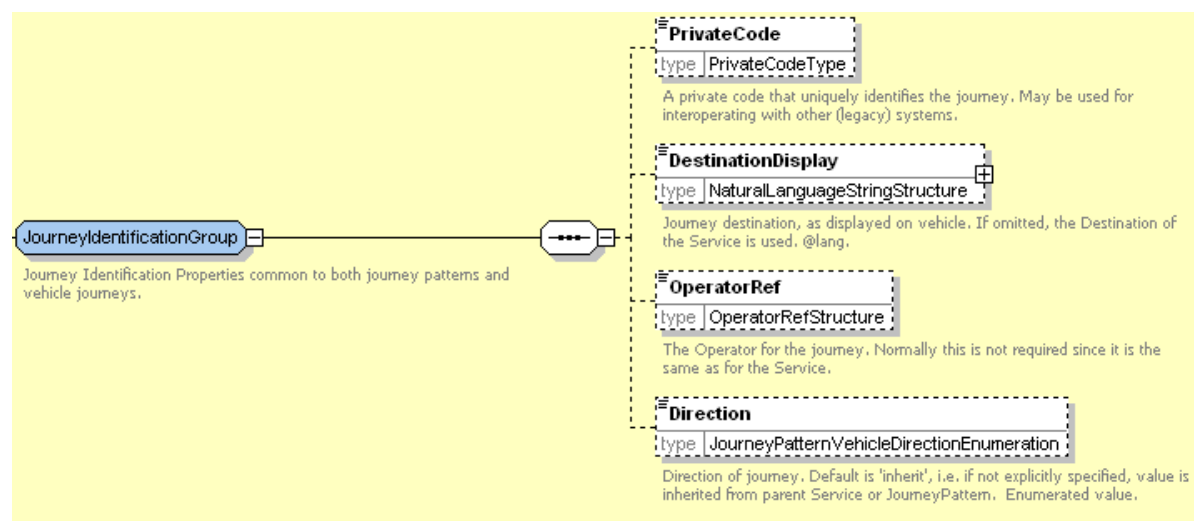 PrivateCode
type PrivateCodeType
A private code that uniquely identifies the journey. May be used for
interoperating with other (legacy) systems.
DestinationDisplay
type NaturalLanguageStringStructure
Journey destination, as displayed on vehicle. If omitted, the Destination of
the Service is used. @lang.
JourneyIdentificationGroup
Journey Identification Properties common to both journey patterns and
vehicle journeys.
OperatorRef
type OperatorRefStructure
The Operator for the journey. Normally this is not required since it is the
same as for the Service.
Direction
type JourneyPatternVehicleDirectionEnumeration
Direction of journey. Default is 'inherit', i.e. if not explicitly specified, value is
inherited from parent Service or JourneyPattern. Enumerated value.